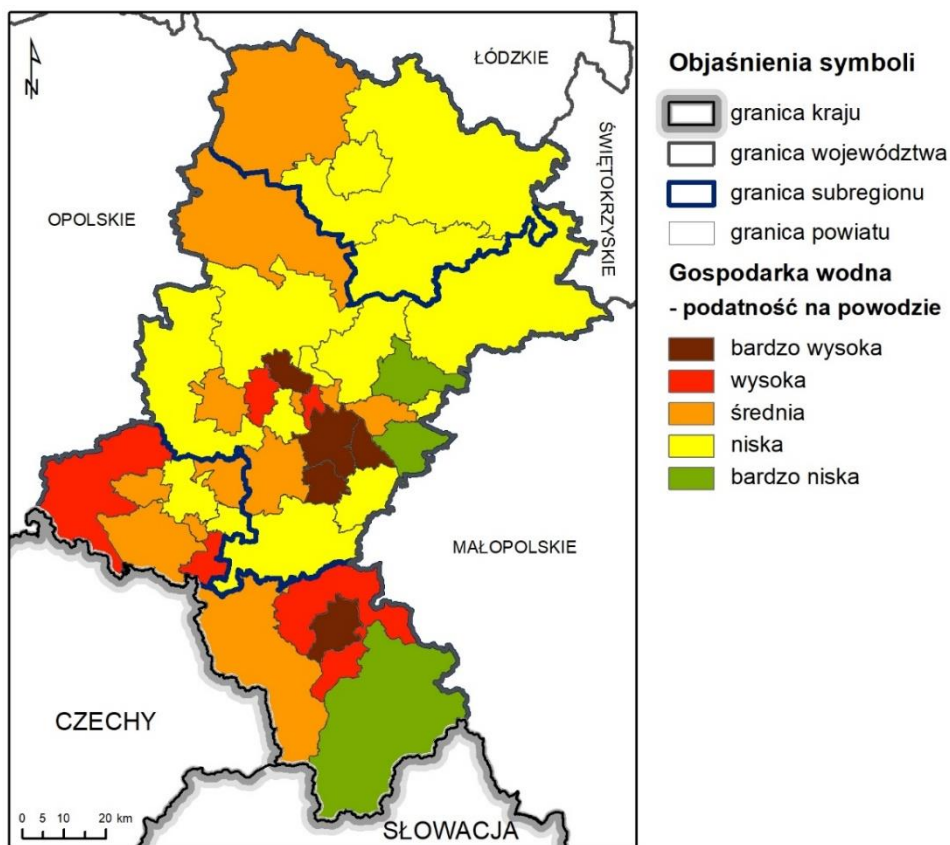 N
ŁÓDZKIE
ŚWIĘTOKRZYSKIE
OPOLSKIE
MAŁOPOLSKIE
CZECHY
SŁOWACJA
0 5 10 20 km
Objaśnienia symboli
granica kraju
granica województwa
granica subregionu
granica powiatu
Gospodarka wodna
- podatność na powodzie
bardzo wysoka
wysoka
średnia
niska
bardzo niska